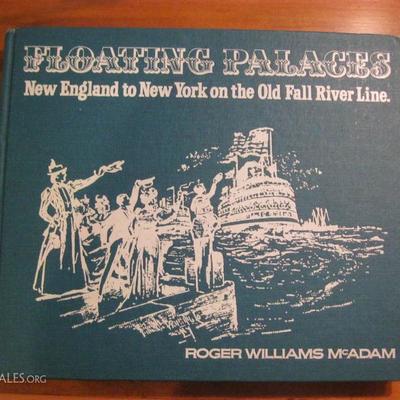 FLOATING PALACES
New England to New York on the Old Fall River Line.
ROGER WILLIAMS McADAM
ALES.ORG